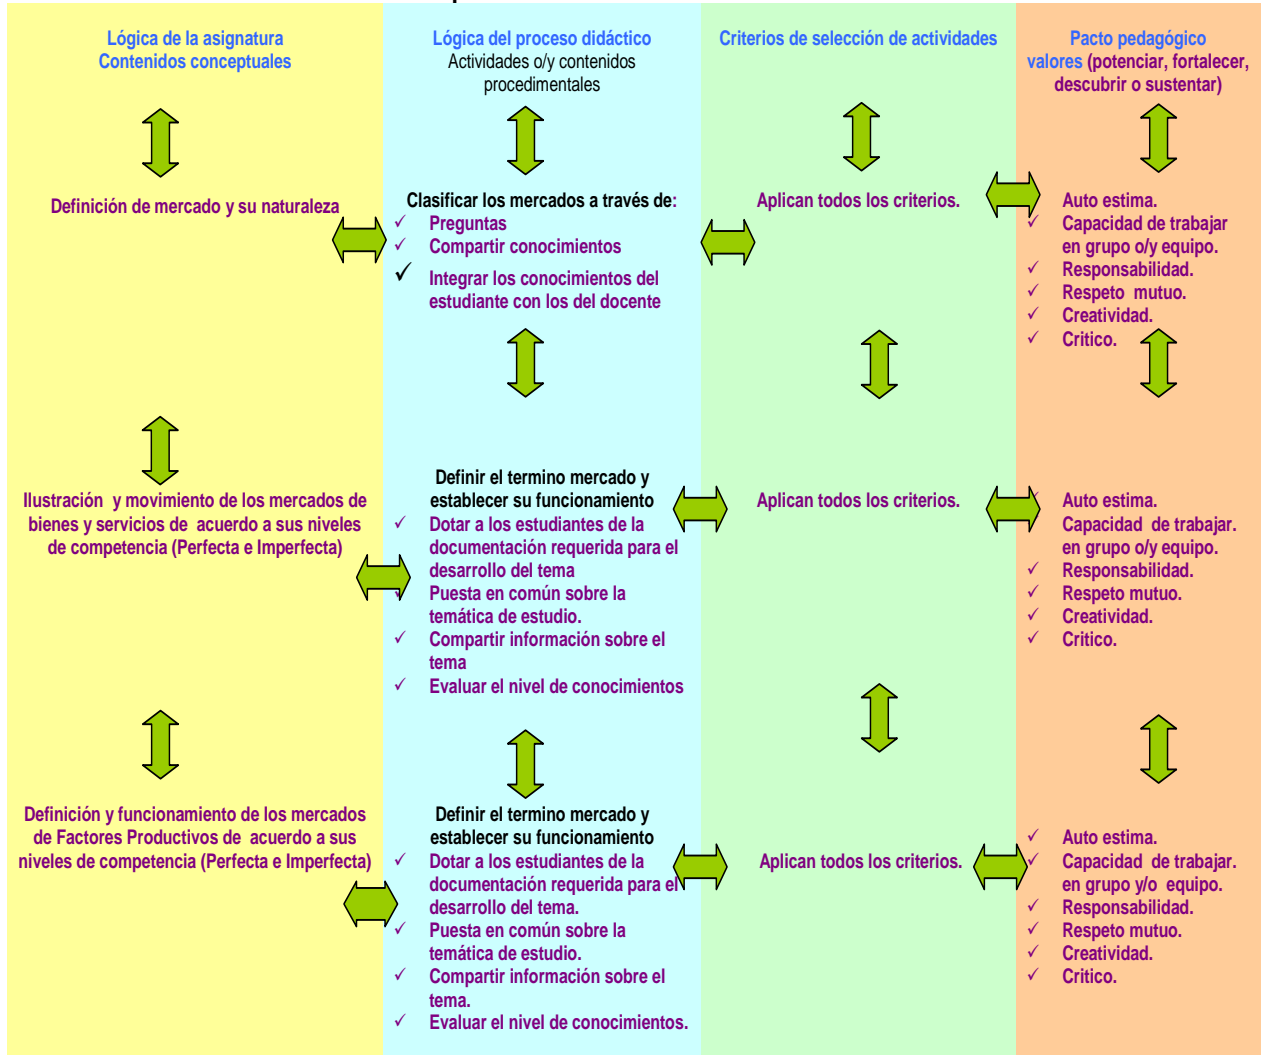 Lógica de la asignatura
Contenidos conceptuales
Lógica del proceso didáctico
Actividades o/y contenidos
procedimentales
Criterios de selección de actividades
Pacto pedagógico
valores (potenciar, fortalecer,
descubrir o sustentar)
Definición de mercado y su naturaleza
Clasificar los mercados a través de:
✓ Preguntas
✓ Compartir conocimientos
✓ Integrar los conocimientos del
estudiante con los del docente
Aplican todos los criterios.
Auto estima.
✓ Capacidad de trabajar
en grupo o/y equipo.
✓ Responsabilidad.
✓ Respeto mutuo.
✓ Creatividad.
✓ Critico.
Ilustración y movimiento de los mercados de
bienes y servicios de acuerdo a sus niveles
de competencia (Perfecta e Imperfecta)
Definir el termino mercado y
establecer su funcionamiento
✓ Dotar a los estudiantes de la
documentación requerida para el
desarrollo del tema
✓ Puesta en común sobre la
temática de estudio.
✓ Compartir información sobre el
tema
✓ Evaluar el nivel de conocimientos
Aplican todos los criterios.
✓ Auto estima.
Capacidad de trabajar.
en grupo o/y equipo.
✓ Responsabilidad.
✓ Respeto mutuo.
✓ Creatividad.
✓ Critico.
Definición y funcionamiento de los mercados
de Factores Productivos de acuerdo a sus
niveles de competencia (Perfecta e Imperfecta)
Definir el termino mercado y
establecer su funcionamiento
✓ Dotar a los estudiantes de la
documentación requerida para el
desarrollo del tema.
✓ Puesta en común sobre la
temática de estudio.
✓ Compartir información sobre el
tema.
✓ Evaluar el nivel de conocimientos.
Aplican todos los criterios.
✓ Auto estima.
✓ Capacidad de trabajar.
en grupo y/o equipo.
✓ Responsabilidad.
✓ Respeto mutuo.
✓ Creatividad.
✓ Critico.